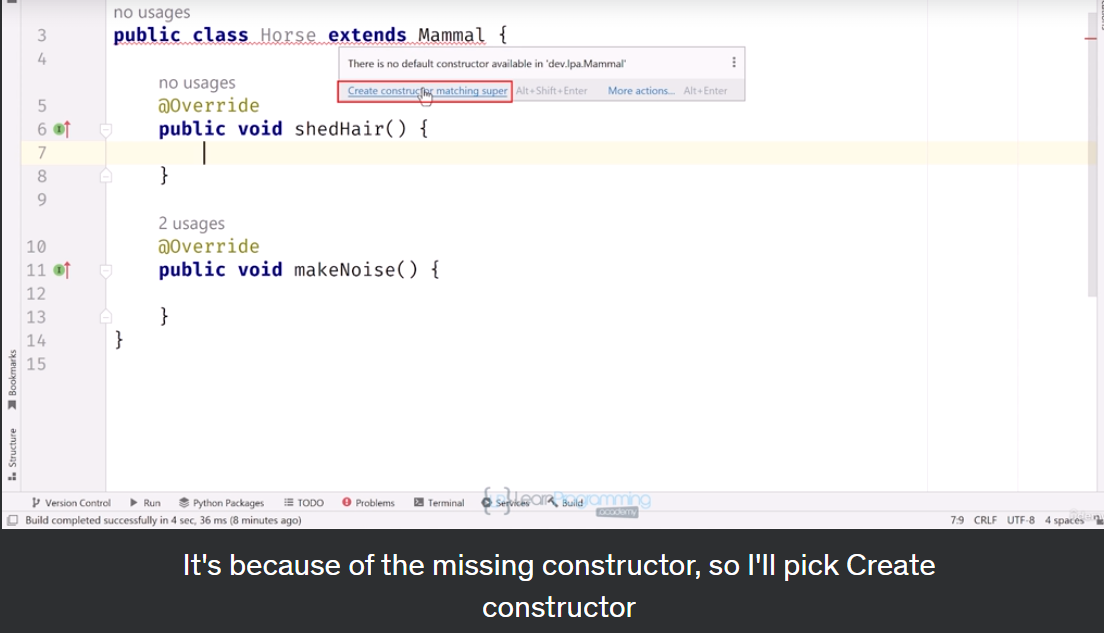 no usages
3 public class Horse extends Mammal {
4
There is no default constructor available in 'dev.lpa.Mammal'
Create constructor matching super Alt+Shift+Enter More actions... Alt+Enter
no usages
5 @Override
6 public void shedHair() {
7
8 }
9
2 usages
10 @Override
11 public void makeNoise() {
12
13 }
14 }
15
Bookmarks
Structure
Version Control Run Python Packages TODO Problems Terminal Services Build
LearnProgramming
academy
Build completed successfully in 4 sec, 36 ms (8 minutes ago) 7:9 CRLF UTF-8 4 spaces
It's because of the missing constructor, so I'll pick Create
constructor